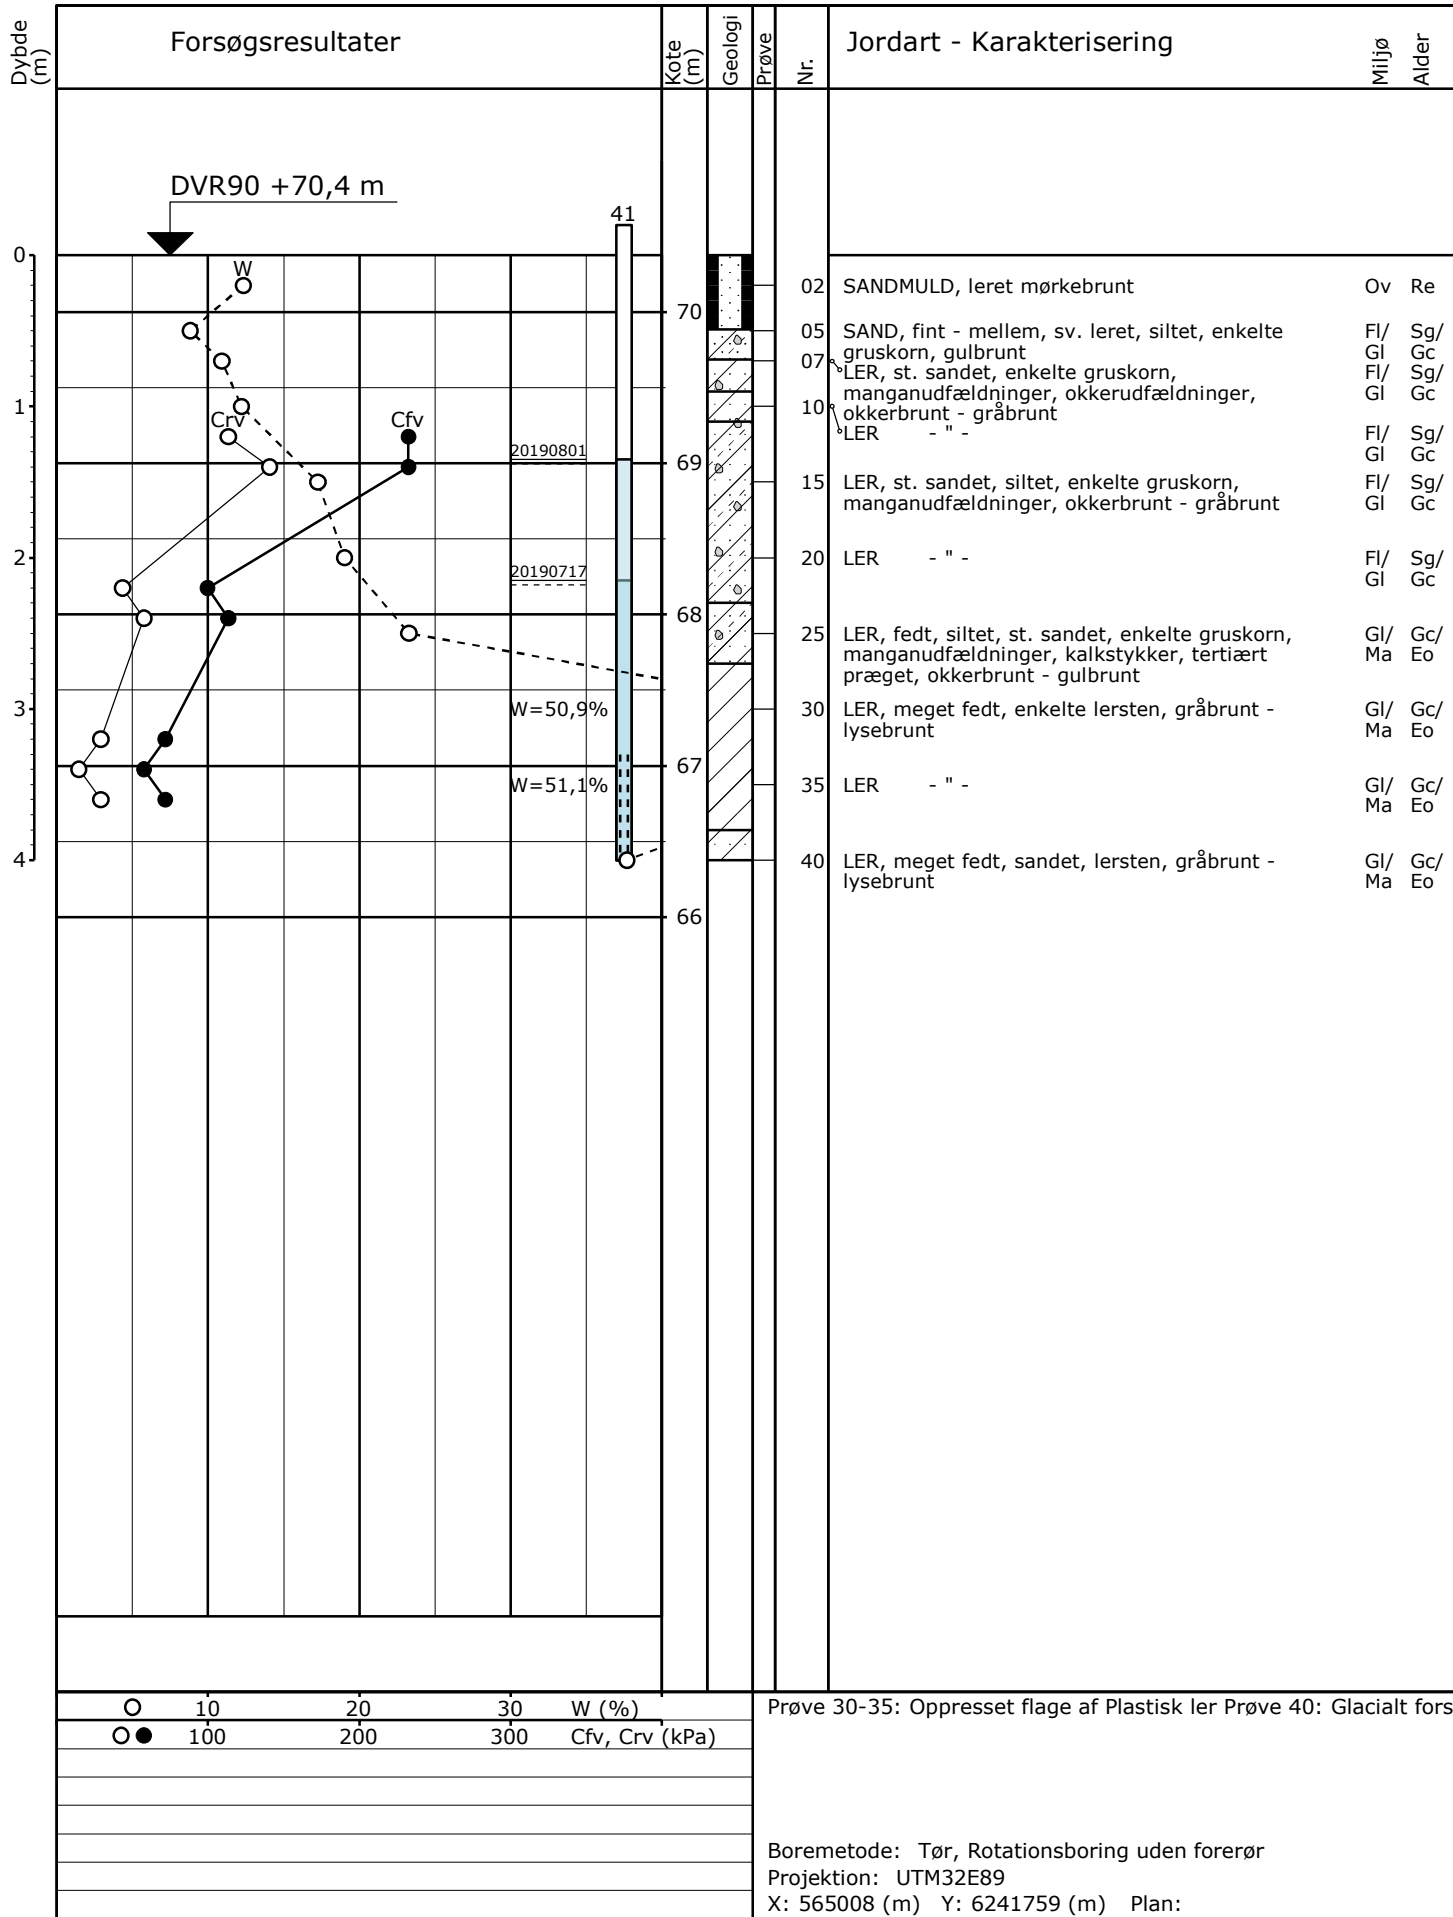 Dybde (m)
Forsøgsresultater
Kote (m)
Geologi
Prøve
Nr.
Jordart - Karakterisering
Miljø
Alder
DVR90 +70,4 m
41
0
W
02 SANDMULD, leret mørkebrunt Ov Re
70
05 SAND, fint - mellem, sv. leret, siltet, enkelte Fl/ Sg/
gruskorn, gulbrunt Gl Gc
07 LER, st. sandet, enkelte gruskorn, Fl/ Sg/
manganudfældninger, okkerudfældninger, Gl Gc
okkerbrunt - gråbrunt
1
10 LER - " - Fl/ Sg/
Gl Gc
Crv
Cfv
20190801
69
15 LER, st. sandet, siltet, enkelte gruskorn, Fl/ Sg/
manganudfældninger, okkerbrunt - gråbrunt Gl Gc
2
20 LER - " - Fl/ Sg/
Gl Gc
20190717
68
25 LER, fedt, siltet, st. sandet, enkelte gruskorn, Gl/ Gc/
manganudfældninger, kalkstykker, tertiært Ma Eo
præget, okkerbrunt - gulbrunt
3
W=50,9%
30 LER, meget fedt, enkelte lersten, gråbrunt - Gl/ Gc/
lysebrunt Ma Eo
67
W=51,1%
35 LER - " - Gl/ Gc/
Ma Eo
4
40 LER, meget fedt, sandet, lersten, gråbrunt - Gl/ Gc/
lysebrunt Ma Eo
66
10 20 30 W (%)
100 200 300 Cfv, Crv (kPa)
Prøve 30-35: Oppresset flage af Plastisk ler Prøve 40: Glacialt fors
Boremetode: Tør, Rotationsboring uden forerør
Projektion: UTM32E89
X: 565008 (m) Y: 6241759 (m) Plan: